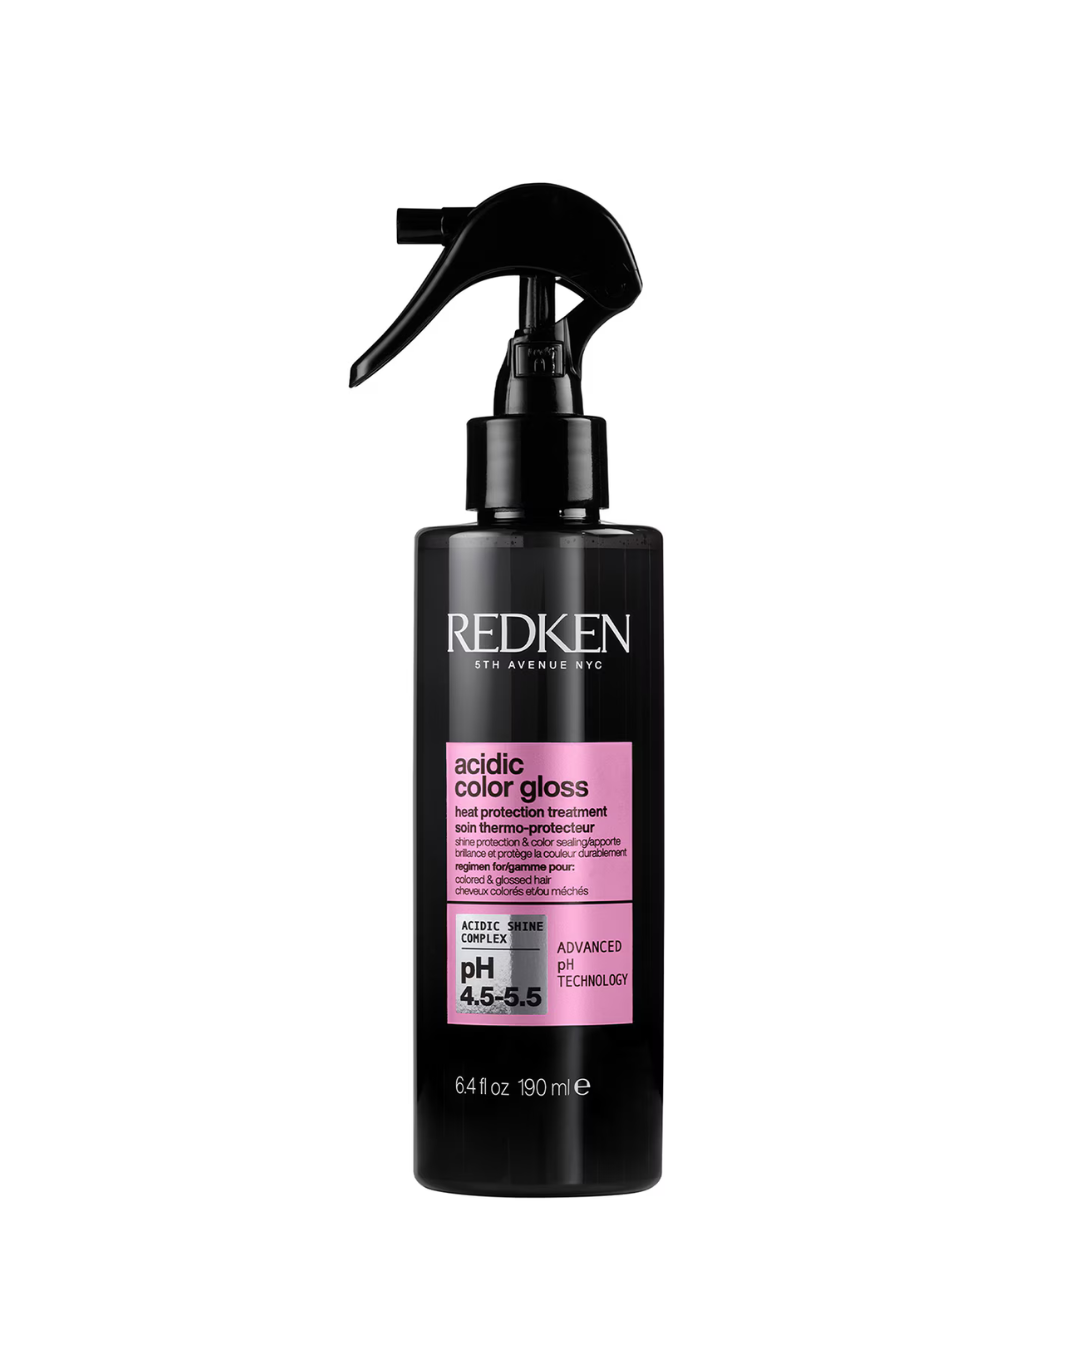 REDKEN
5TH AVENUE NYC
acidic
color gloss
heat protection treatment
soin thermo-protecteur
shine protection & color sealing/apporte
brillance et protège la couleur durablement
regimen for/gamme pour:
colored & glossed hair
cheveux colorés et/ou méchés
ACIDIC SHINE
COMPLEX
pH
4.5-5.5
ADVANCED
pH
TECHNOLOGY
6.4 fl oz 190 ml e